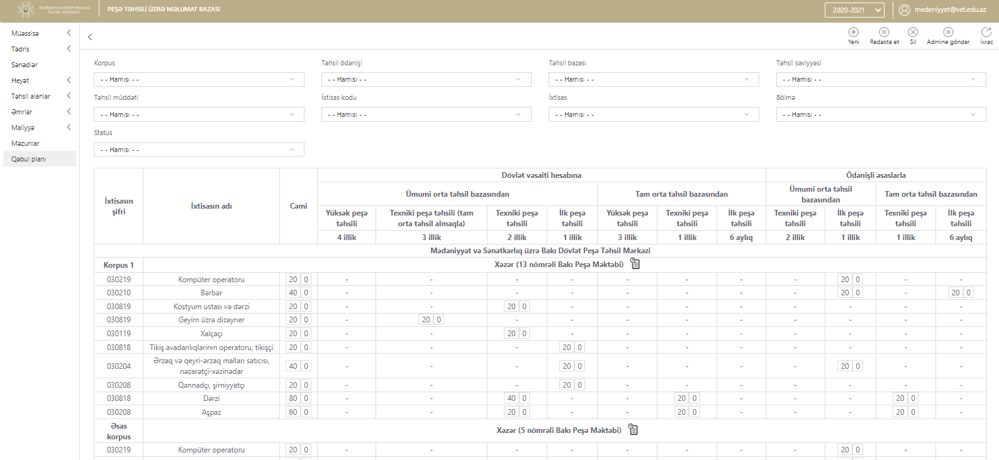 AZƏRBAYCAN RESPUBLİKASI
TƏHSİL NAZİRLİYİ
PEŞƏ TƏHSİLİ ÜZRƏ MƏLUMAT BAZASI
2020-2021
medeniyyet@vet.edu.az
Müəssisə
Tədris
Sənədlər
Heyət
Təhsil alanlar
Əmrlər
Maliyyə
Məzunlar
Qəbul planı
Yeni
Redaktə et
Sil
Adminə göndər
İxrac
Korpus
Təhsil ödənişi
Təhsil bazası
Təhsil səviyyəsi
- - Hamısı - -
- - Hamısı - -
- - Hamısı - -
- - Hamısı - -
Təhsil müddəti
İxtisas kodu
İxtisas
Bölmə
- - Hamısı - -
- - Hamısı - -
- - Hamısı - -
- - Hamısı - -
Status
- - Hamısı - -
İxtisasın şifri
İxtisasın adı
Cəmi
Dövlət vəsaiti hesabına
Ödənişli əsaslarla
Ümumi orta təhsil bazasından
Tam orta təhsil bazasından
Ümumi orta təhsil bazasından
Tam orta təhsil bazasından
Yüksək peşə təhsili
Texniki peşə təhsili (tam orta təhsil almaqla)
Texniki peşə təhsili
İlk peşə təhsili
Yüksək peşə təhsili
Texniki peşə təhsili
İlk peşə təhsili
Texniki peşə təhsili
İlk peşə təhsili
Texniki peşə təhsili
İlk peşə təhsili
4 illik 3 illik 2 illik 1 illik 3 illik 1 illik 6 aylıq 2 illik 1 illik 1 illik 6 aylıq
Mədəniyyət və Sənətkarlıq üzrə Bakı Dövlət Peşə Təhsil Mərkəzi
Korpus 1 Xəzər (13 nömrəli Bakı Peşə Məktəbi)
030219 Kompüter operatoru 20 0 - - - - - - - - 20 0 - -
030210 Bərbər 40 0 - - - - - - - - 20 0 - 20 0
030819 Kostyum ustası və dərzi 20 0 - - 20 0 - - - - - - - -
030819 Geyim üzrə dizayner 20 0 - 20 0 - - - - - - - - -
030119 Xalçaçı 20 0 - - 20 0 - - - - - - - -
030818 Tikiş avadanlıqlarının operatoru, tikişçi 20 0 - - - 20 0 - - - - - - -
030204 Ərzaq və qeyri-ərzaq malları satıcısı, nəzarətçi-xəzinədar 40 0 - - - 20 0 - - - - 20 0 - -
030208 Qənnadçı, şirniyyatçı 20 0 - - - 20 0 - - - - - - -
030818 Dərzi 80 0 - - 40 0 - - 20 0 - - - 20 0 -
030208 Aşpaz 60 0 - - 20 0 - - 20 0 - - - 20 0 -
Əsas korpus Xəzər (5 nömrəli Bakı Peşə Məktəbi)
030219 Kompüter operatoru 20 0 - - - - - - - - 20 0 - -